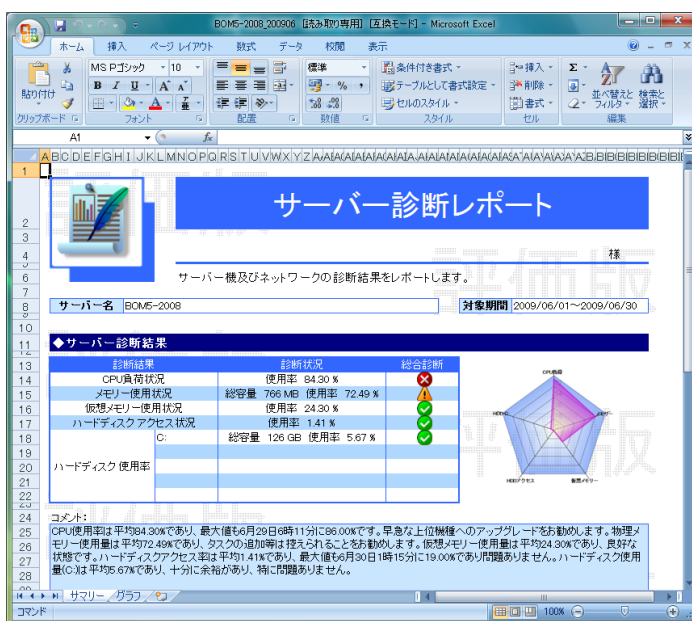 BOM5-2008_200906 [読み取り専用] [互換モード] - Microsoft Excel
ホーム 挿入 ページ レイアウト 数式 データ 校閲 表示
MS Pゴシック 10 標準 条件付き書式 挿入 Σ
貼り付け B I U A A % , テーブルとして書式設定 削除 並べ替えと 検索と
セルのスタイル 書式 フィルタ 選択
クリップボード フォント 配置 数値 スタイル セル 編集
A1 fx
A B C D E F G H I J K L M N O P Q R S T U V W X Y Z
サーバー診断レポート
様
サーバー機及びネットワークの診断結果をレポートします。
サーバー名 BOM5-2008 対象期間 2009/06/01～2009/06/30
◆サーバー診断結果
診断結果 診断状況 総合診断
CPU負荷状況 使用率 84.30 %
メモリー使用状況 総容量 766 MB 使用率 72.49 %
仮想メモリー使用状況 使用率 24.30 %
ハードディスクアクセス状況 使用率 1.41 %
ハードディスク使用率 C: 総容量 126 GB 使用率 5.67 %
CPU負荷
メモリー
仮想メモリー
HDDアクセス
評価版
コメント:
CPU使用率は平均84.30%であり、最大値も6月29日6時11分に86.00%です。早急な上位機種へのアップグレードをお勧めします。物理メ
モリー使用量は平均72.49%であり、タスクの追加等は控えられることをお勧めします。仮想メモリー使用量は平均24.30%であり、良好な
状態です。ハードディスクアクセス率は平均1.41%であり、最大値も6月30日1時15分に19.00%であり問題ありません。ハードディスク使用
量(C:)は平均5.67%であり、十分に余裕があり、特に問題ありません。
サマリー グラフ
コマンド 100%